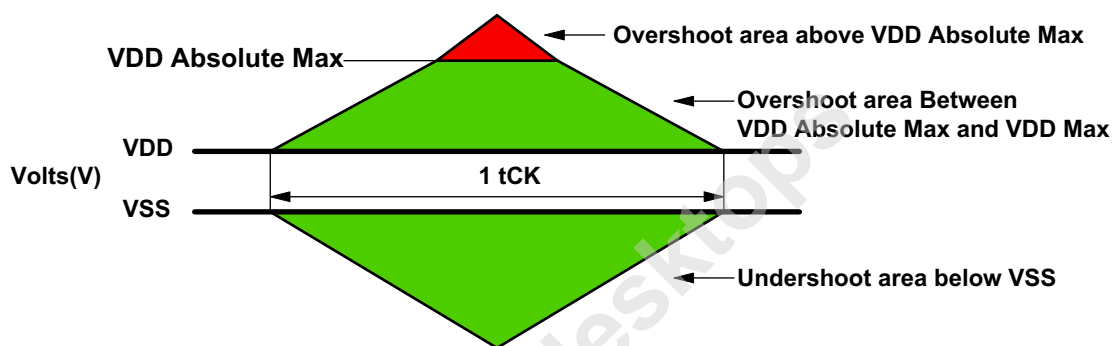 Overshoot area above VDD Absolute Max
VDD Absolute Max
Overshoot area Between
VDD Absolute Max and VDD Max
VDD
Volts(V)
1 tCK
VSS
Undershoot area below VSS
desktops